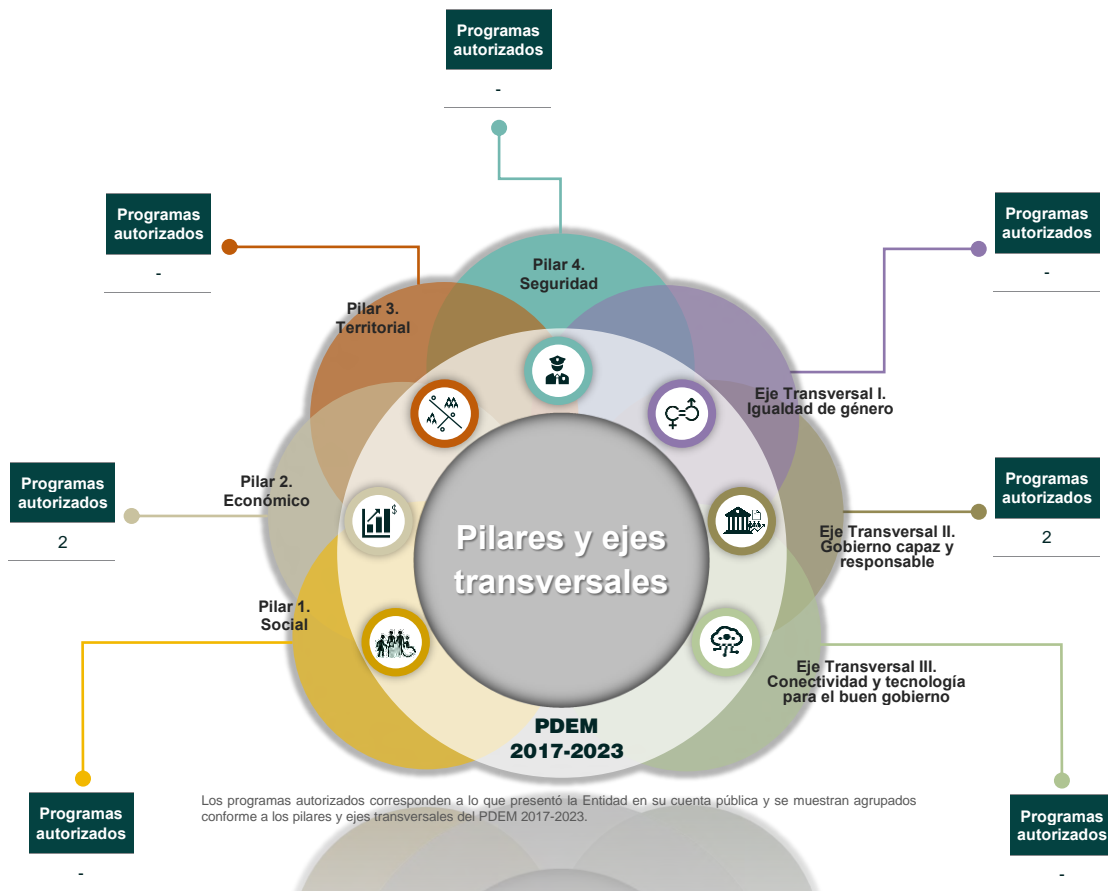 Programas
autorizados
-
Programas
autorizados
-
Programas
autorizados
-
Pilar 4.
Seguridad
Pilar 3.
Territorial
Eje Transversal I.
Igualdad de género
Programas
autorizados
2
Pilar 2.
Económico
$
Pilares y ejes
transversales
Eje Transversal II.
Gobierno capaz y
responsable
Programas
autorizados
2
Pilar 1.
Social
Eje Transversal III.
Conectividad y tecnología
para el buen gobierno
PDEM
2017-2023
Los programas autorizados corresponden a lo que presentó la Entidad en su cuenta pública y se muestran agrupados
conforme a los pilares y ejes transversales del PDEM 2017-2023.
Programas
autorizados
-
Programas
autorizados
-